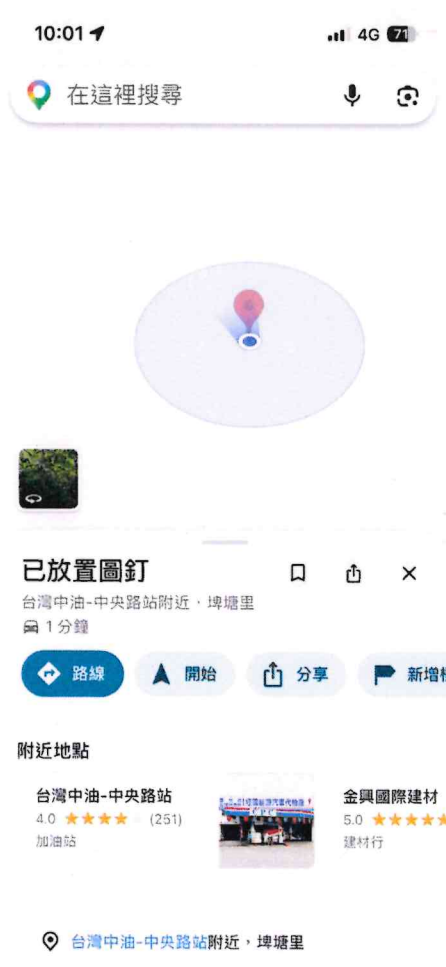 10:01
4G 71
在這裡搜尋
已放置圖釘
台灣中油-中央路站附近，埤塘里
1 分鐘
路線
開始
分享
新增
附近地點
台灣中油-中央路站
4.0 (251)
加油站
金興國際建材
5.0
建材行
台灣中油-中央路站附近，埤塘里